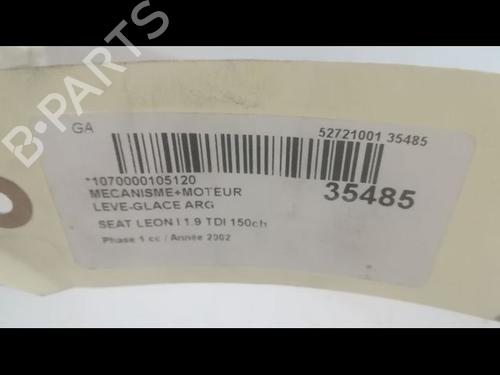 B-PARTS
GA
52721001 35485
*1070000105120
35485
MECANISME+MOTEUR
LEVE-GLACE ARG
SEAT LEON I 1.9 TDI 150ch
Phase 1 cc / Année 2002